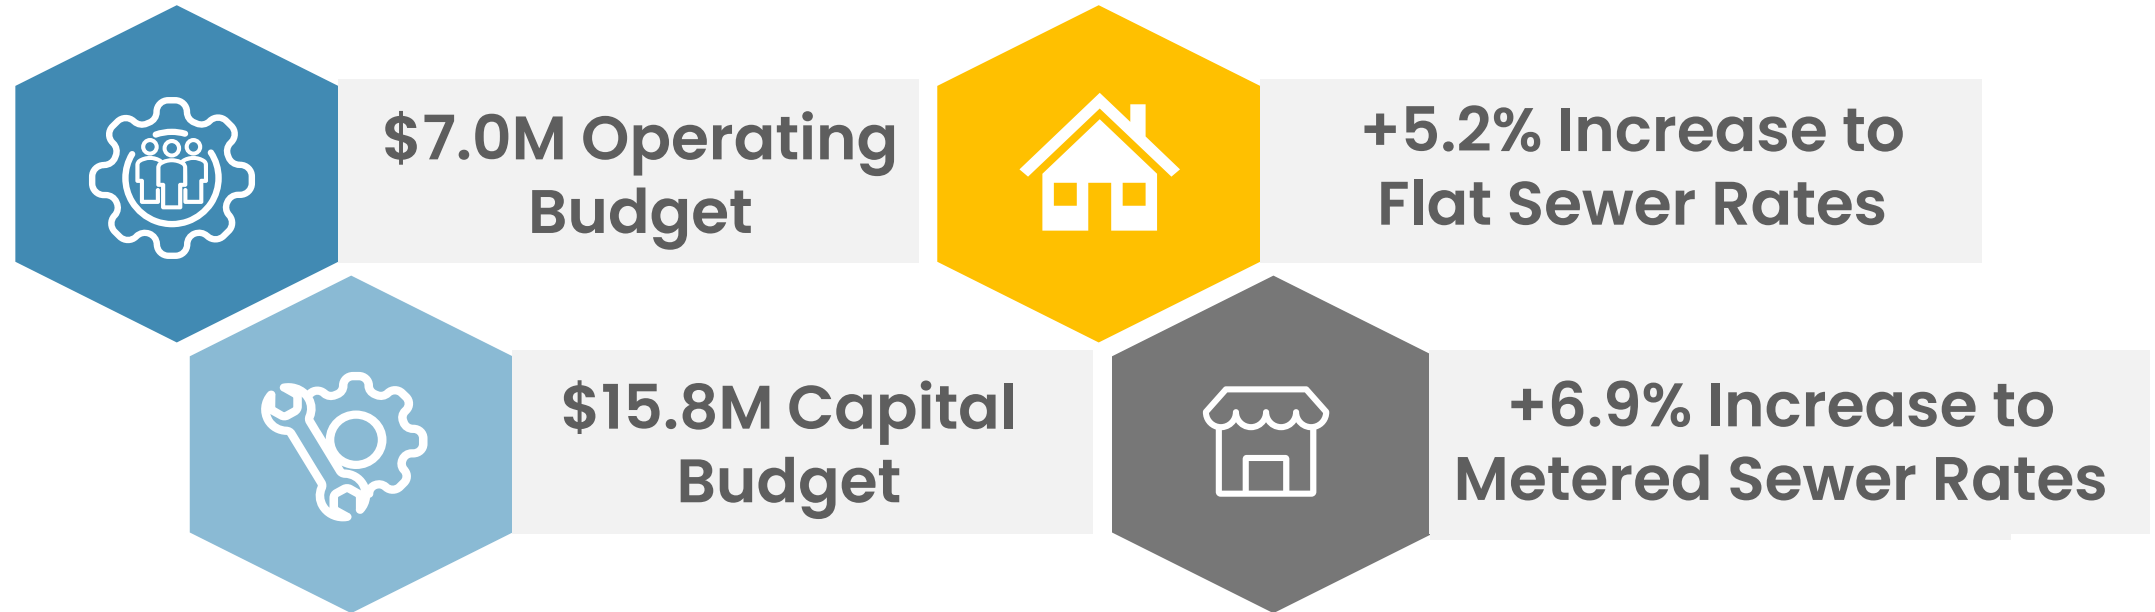 $7.0M Operating
Budget
+5.2% Increase to
Flat Sewer Rates
$15.8M Capital
Budget
+6.9% Increase to
Metered Sewer Rates